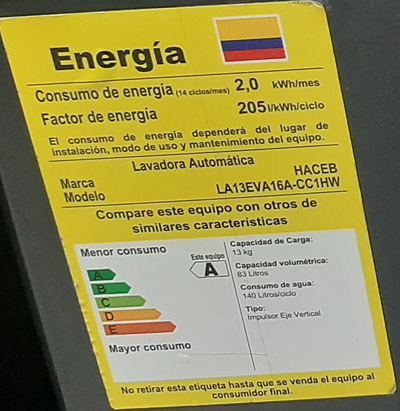 Energía
Consumo de energía (14 ciclos/mes) 2,0 kWh/mes
Factor de energía 205 l/kWh/ciclo
El consumo de energía dependerá del lugar de
instalación, modo de uso y mantenimiento del equipo.
Lavadora Automática
Marca HACEB
Modelo LA13EVA16A-CC1HW
Compare este equipo con otros de
similares características
Menor consumo
A
B
C
D
E
Mayor consumo
Este equipo
A
Capacidad de Carga:
13 kg
Capacidad volumétrica:
83 Litros
Consumo de agua:
140 Litros/ciclo
Tipo:
Impulsor Eje Vertical
No retirar esta etiqueta hasta que se venda el equipo al
consumidor final.